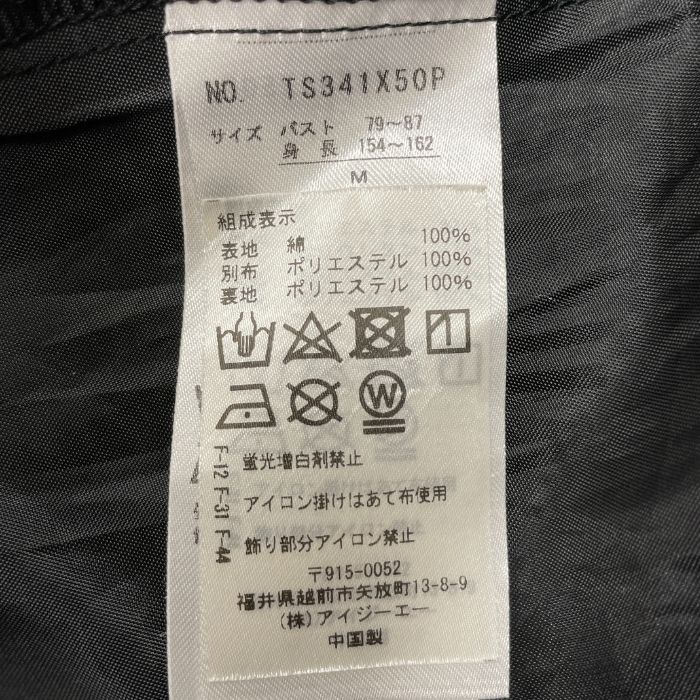 NO. TS341X50P
サイズ バスト 79~87
身長 154~162
M
組成表示
表地 綿 100%
別布 ポリエステル 100%
裏地 ポリエステル 100%
W
F-12 F-31 F-44
蛍光増白剤禁止
アイロン掛けはあて布使用
飾り部分アイロン禁止
〒915-0052
福井県越前市矢放町13-8-9
(株)アイジーエー
中国製